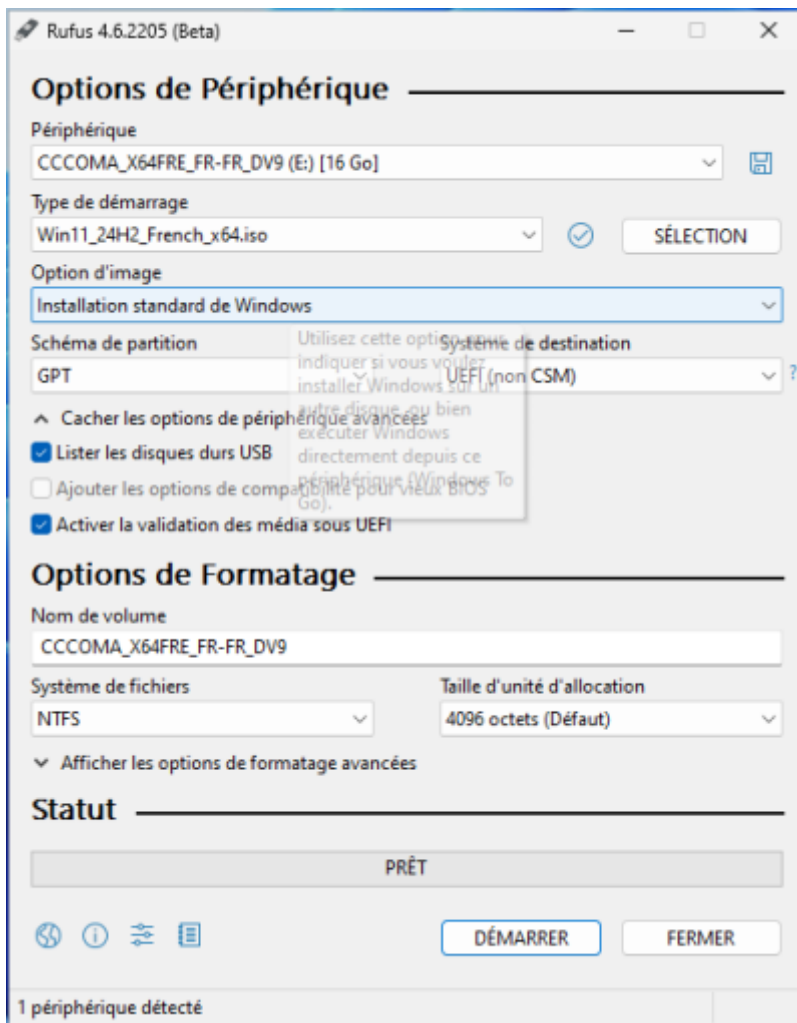 Rufus 4.6.2205 (Beta)
Options de Périphérique
Périphérique
CCCOMA_X64FRE_FR-FR_DV9 (E:) [16 Go]
Type de démarrage
Win11_24H2_French_x64.iso
SÉLECTION
Option d'image
Installation standard de Windows
Schéma de partition
Système de destination
GPT
UEFI (non CSM)
?
Utilisez cette option pour
indiquer si vous voulez
installer Windows sur un
autre disque, ou bien
exécuter Windows
directement depuis ce
périphérique (Windows To
Go).
Cacher les options de périphérique avancées
Lister les disques durs USB
Ajouter les options de compatibilité pour vieux BIOS
Activer la validation des média sous UEFI
Options de Formatage
Nom de volume
CCCOMA_X64FRE_FR-FR_DV9
Système de fichiers
Taille d'unité d'allocation
NTFS
4096 octets (Défaut)
Afficher les options de formatage avancées
Statut
PRÊT
DÉMARRER
FERMER
1 périphérique détecté